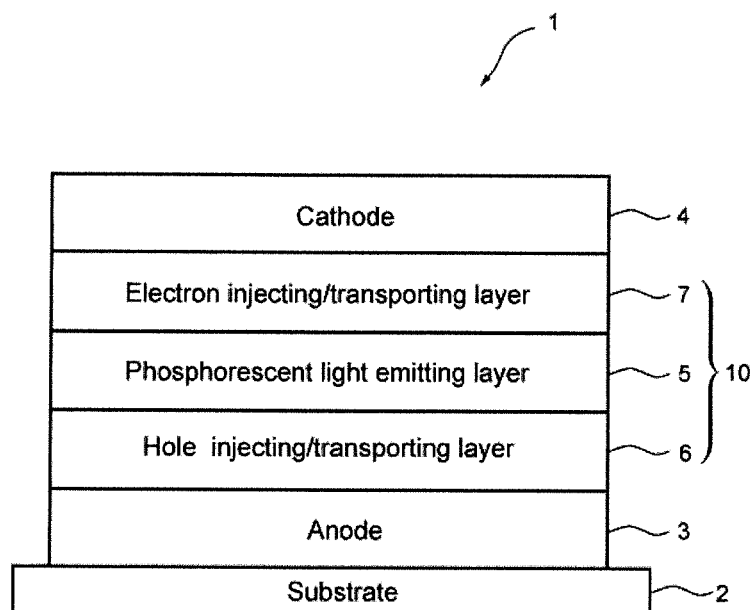 1
Cathode 4
Electron injecting/transporting layer 7
Phosphorescent light emitting layer 5 10
Hole injecting/transporting layer 6
Anode 3
Substrate 2